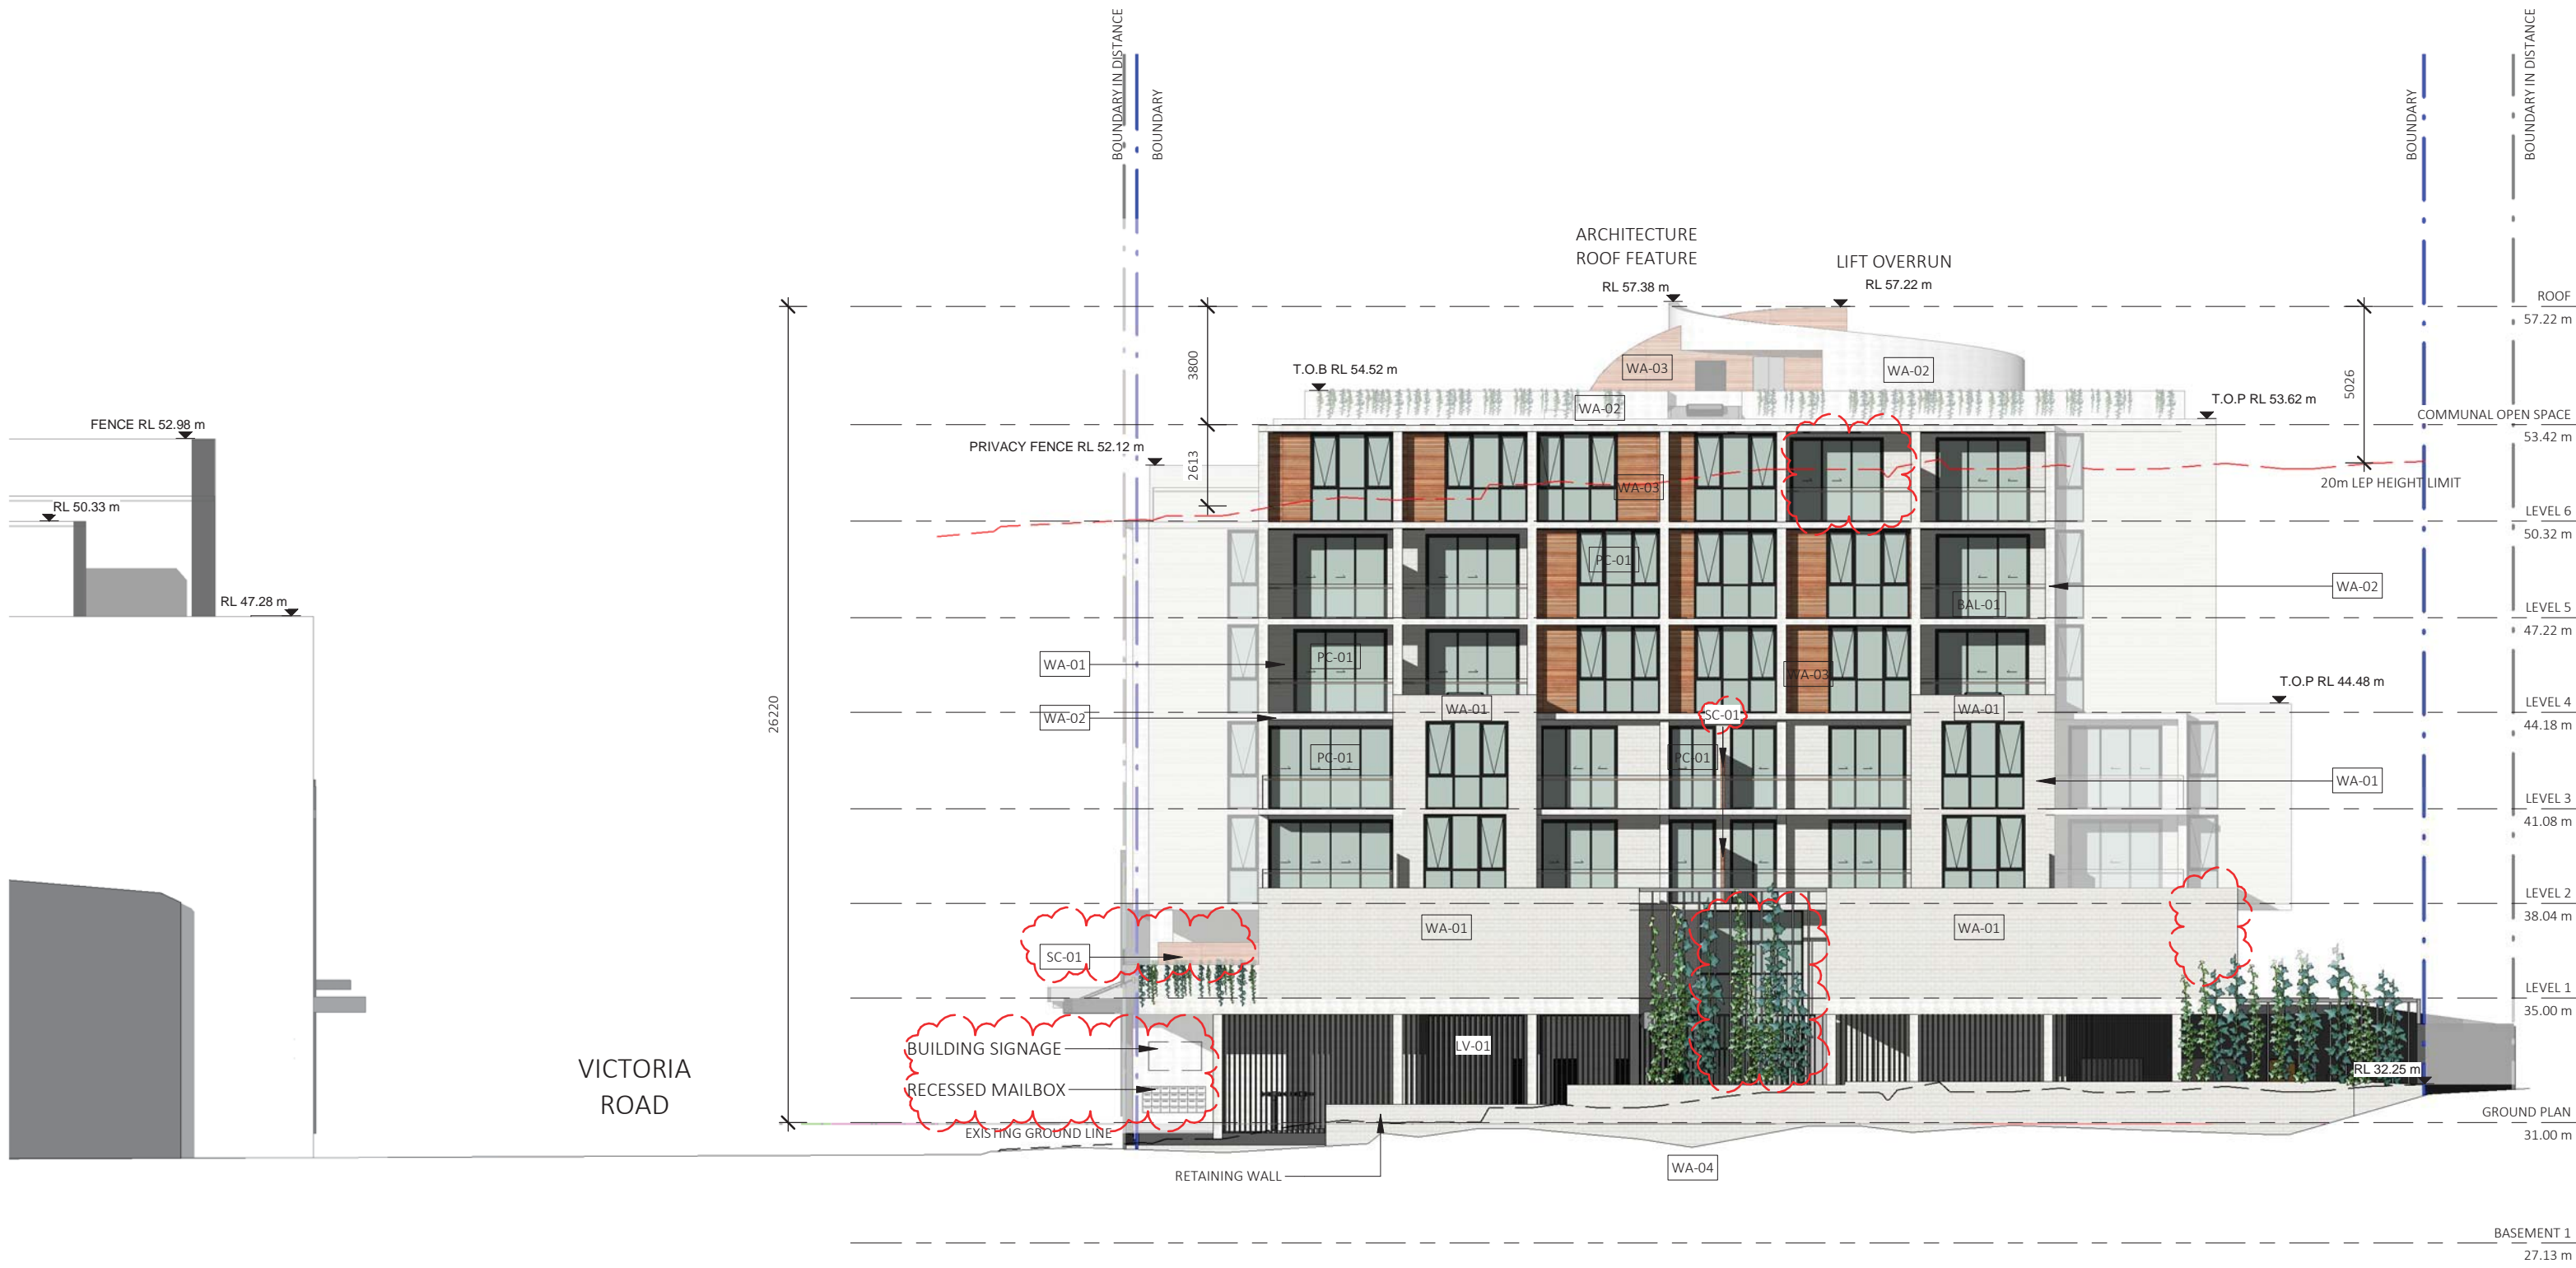 BOUNDARY IN DISTANCE
BOUNDARY
BOUNDARY
BOUNDARY IN DISTANCE
ARCHITECTURE
ROOF FEATURE
RL 57.38 m
LIFT OVERRUN
RL 57.22 m
ROOF
57.22 m
3800
WA-03
WA-02
T.O.B RL 54.52 m
5026
WA-02
T.O.P RL 53.62 m
COMMUNAL OPEN SPACE
53.42 m
FENCE RL 52.98 m
PRIVACY FENCE RL 52.12 m
2613
WA-03
20m LEP HEIGHT LIMIT
RL 50.33 m
LEVEL 6
50.32 m
PC-01
WA-02
RL 47.28 m
BAL-01
LEVEL 5
47.22 m
WA-01
PC-01
WA-03
T.O.P RL 44.48 m
26220
WA-02
WA-01
SC-01
WA-01
LEVEL 4
44.18 m
PC-01
PC-01
WA-01
LEVEL 3
41.08 m
LEVEL 2
38.04 m
WA-01
WA-01
SC-01
LEVEL 1
35.00 m
BUILDING SIGNAGE
LV-01
VICTORIA
ROAD
RECESSED MAILBOX
RL 32.25 m
EXISTING GROUND LINE
GROUND PLAN
31.00 m
RETAINING WALL
WA-04
BASEMENT 1
27.13 m